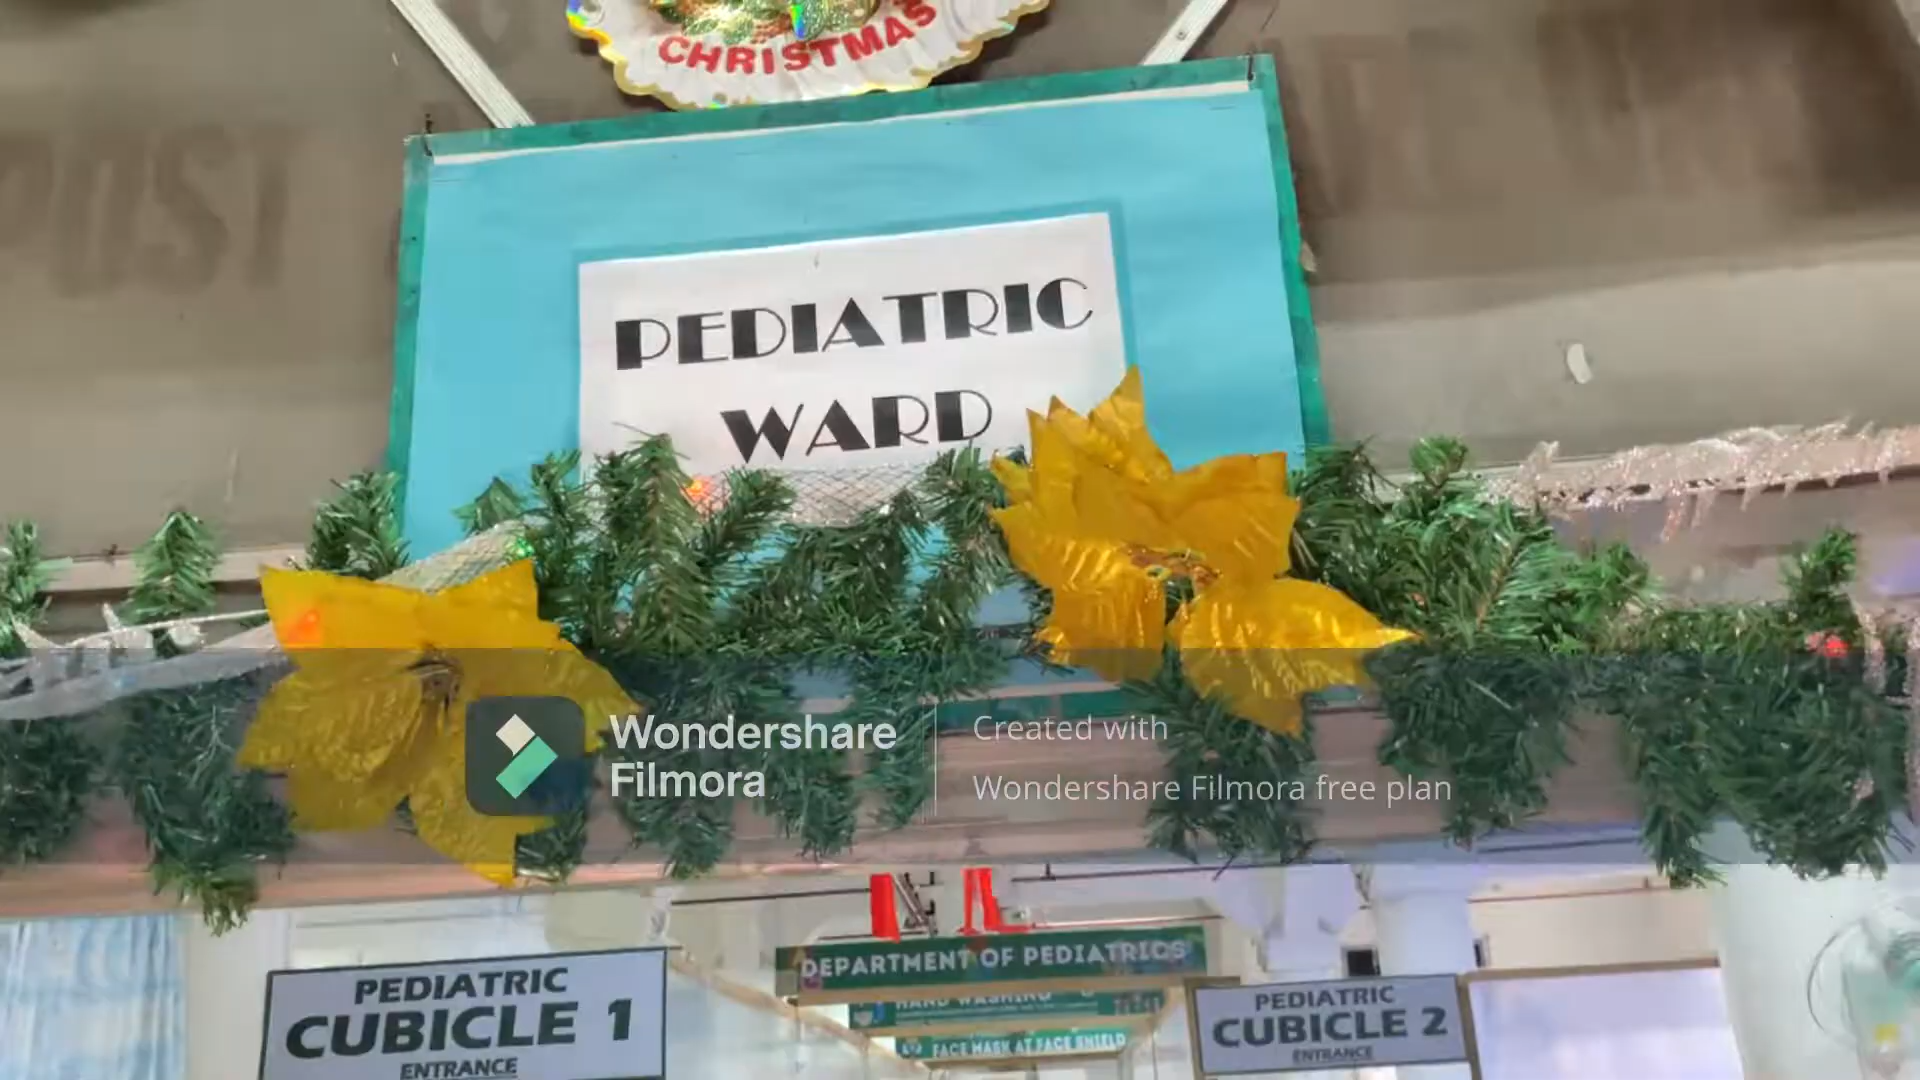 CHRISTMAS
POST
PEDIATRIC
WARD
Wondershare
Filmora
Created with
Wondershare Filmora free plan
DEPARTMENT OF PEDIATRICS
HAND WASHING
FACE MASK AT FACE SHIELD
PEDIATRIC
CUBICLE 1
ENTRANCE
PEDIATRIC
CUBICLE 2
ENTRANCE